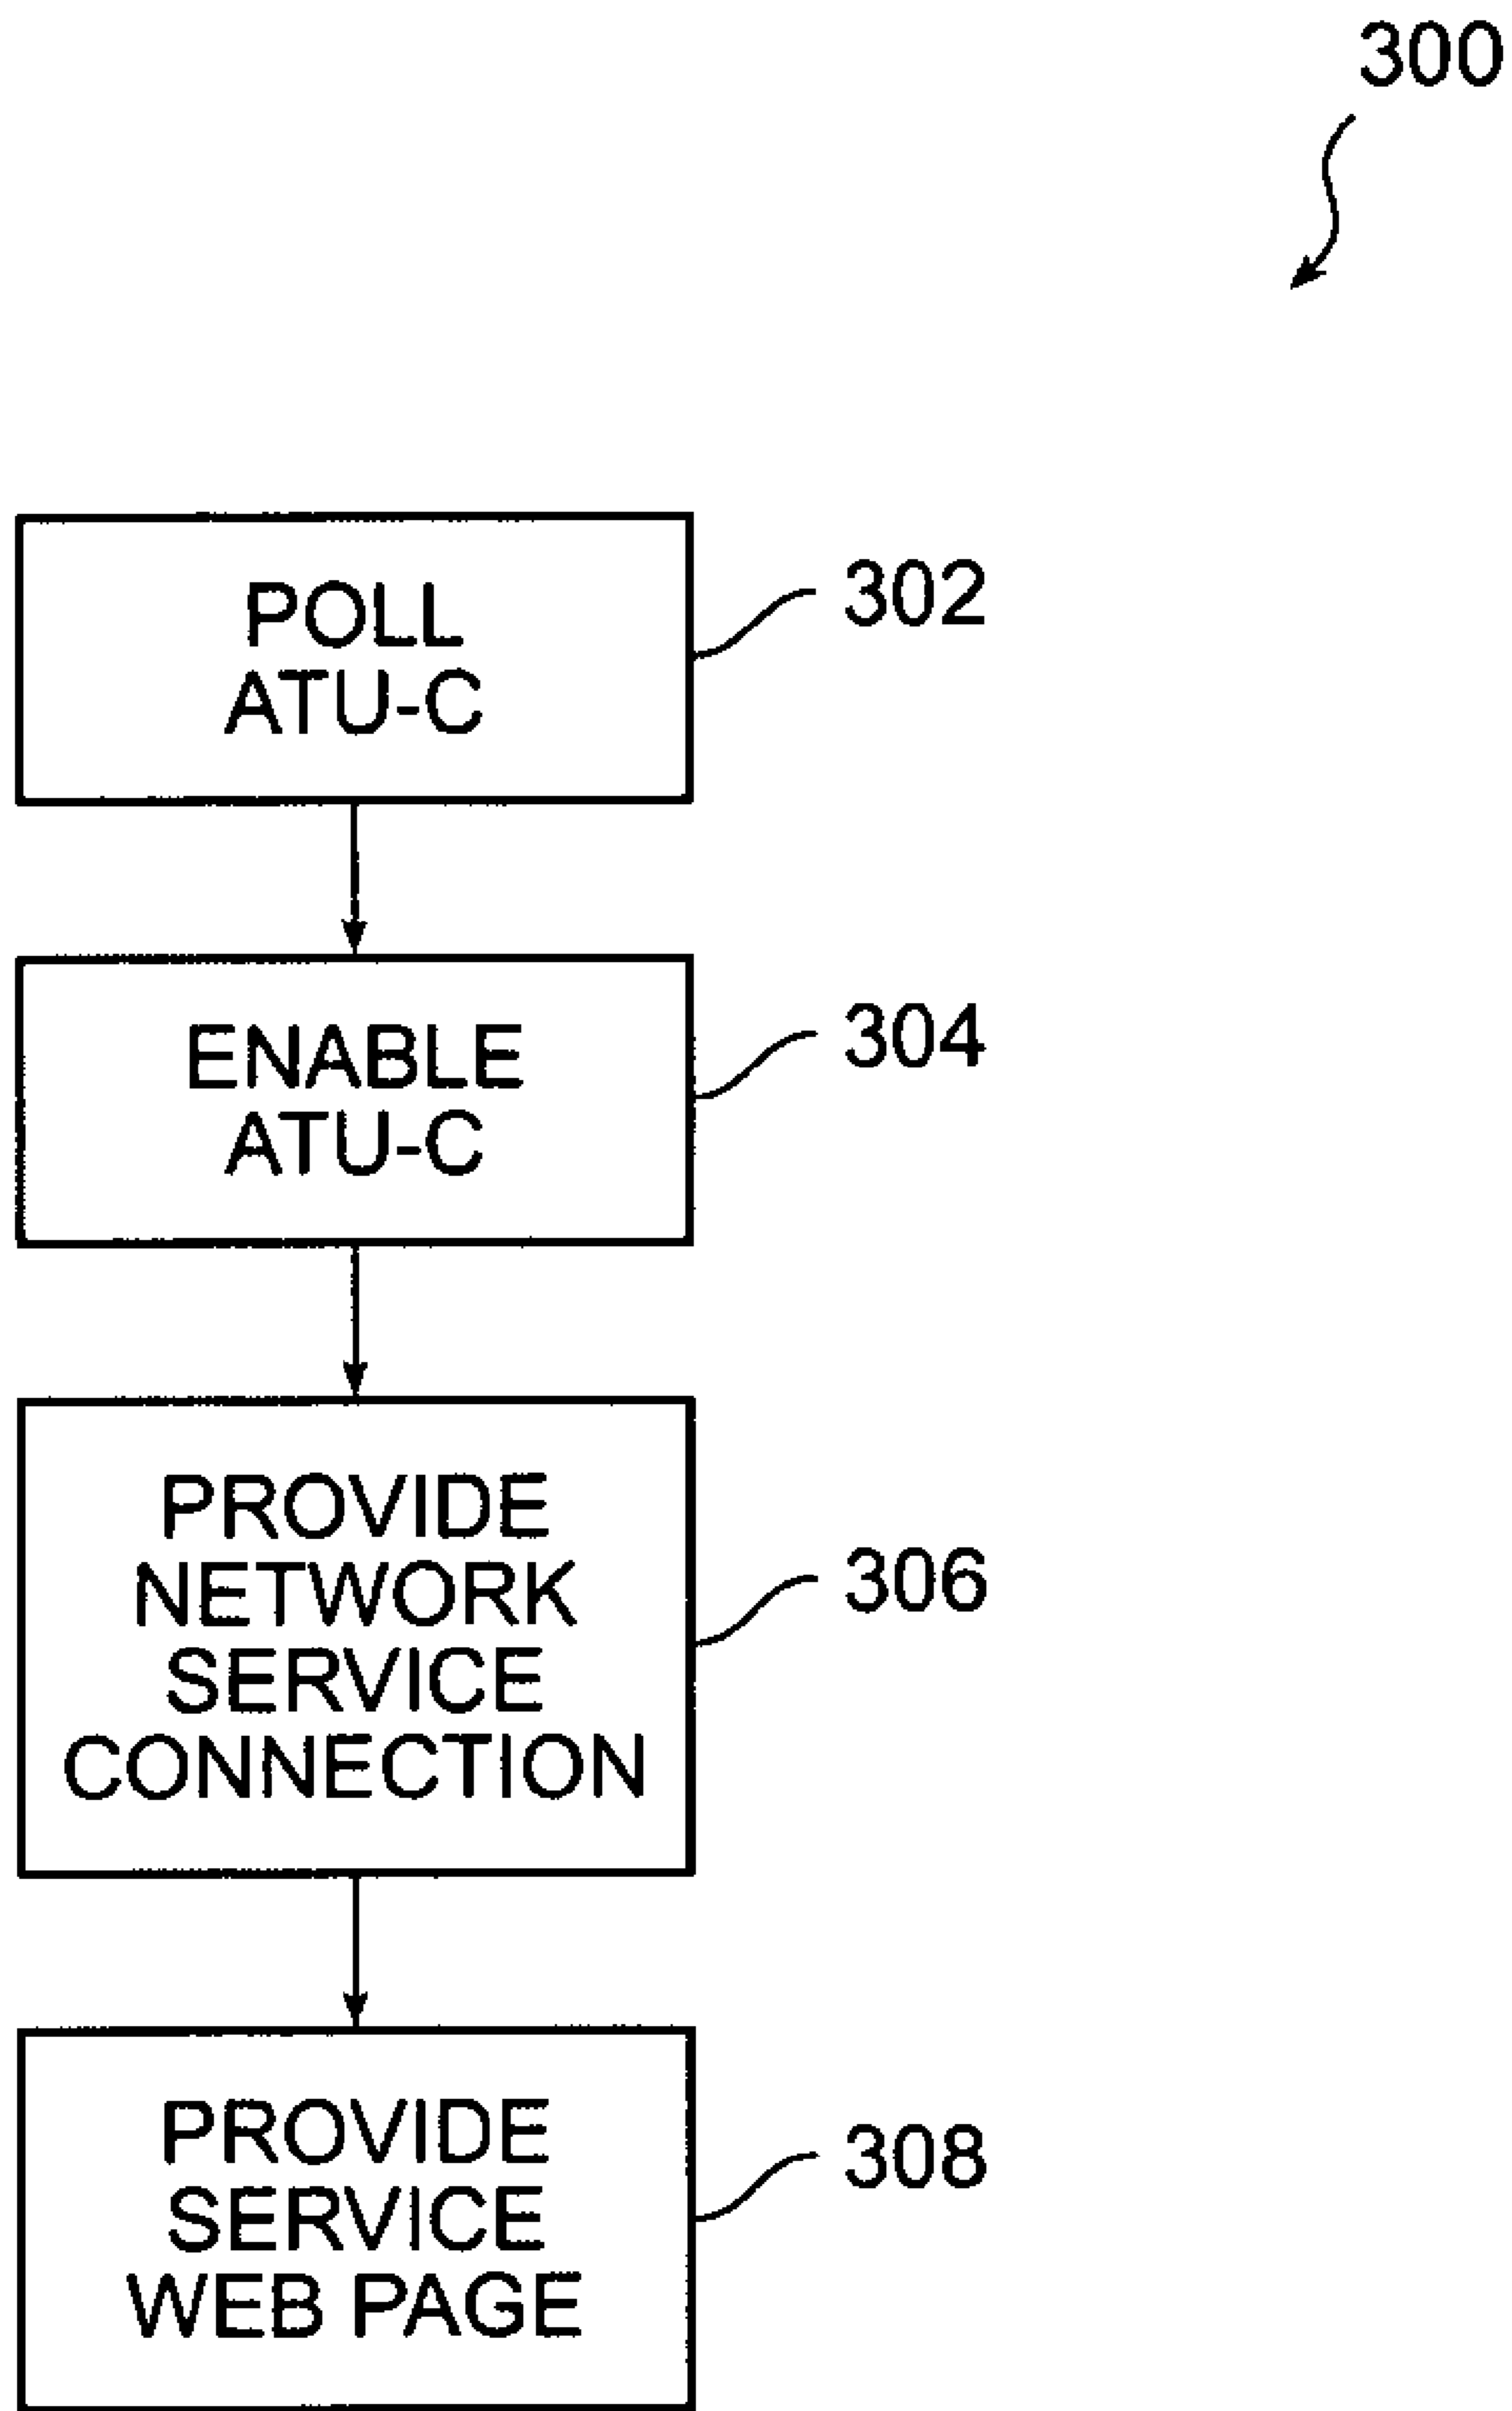 300
POLL
ATU-C
302
ENABLE
ATU-C
304
PROVIDE
NETWORK
SERVICE
CONNECTION
306
PROVIDE
SERVICE
WEB PAGE
308